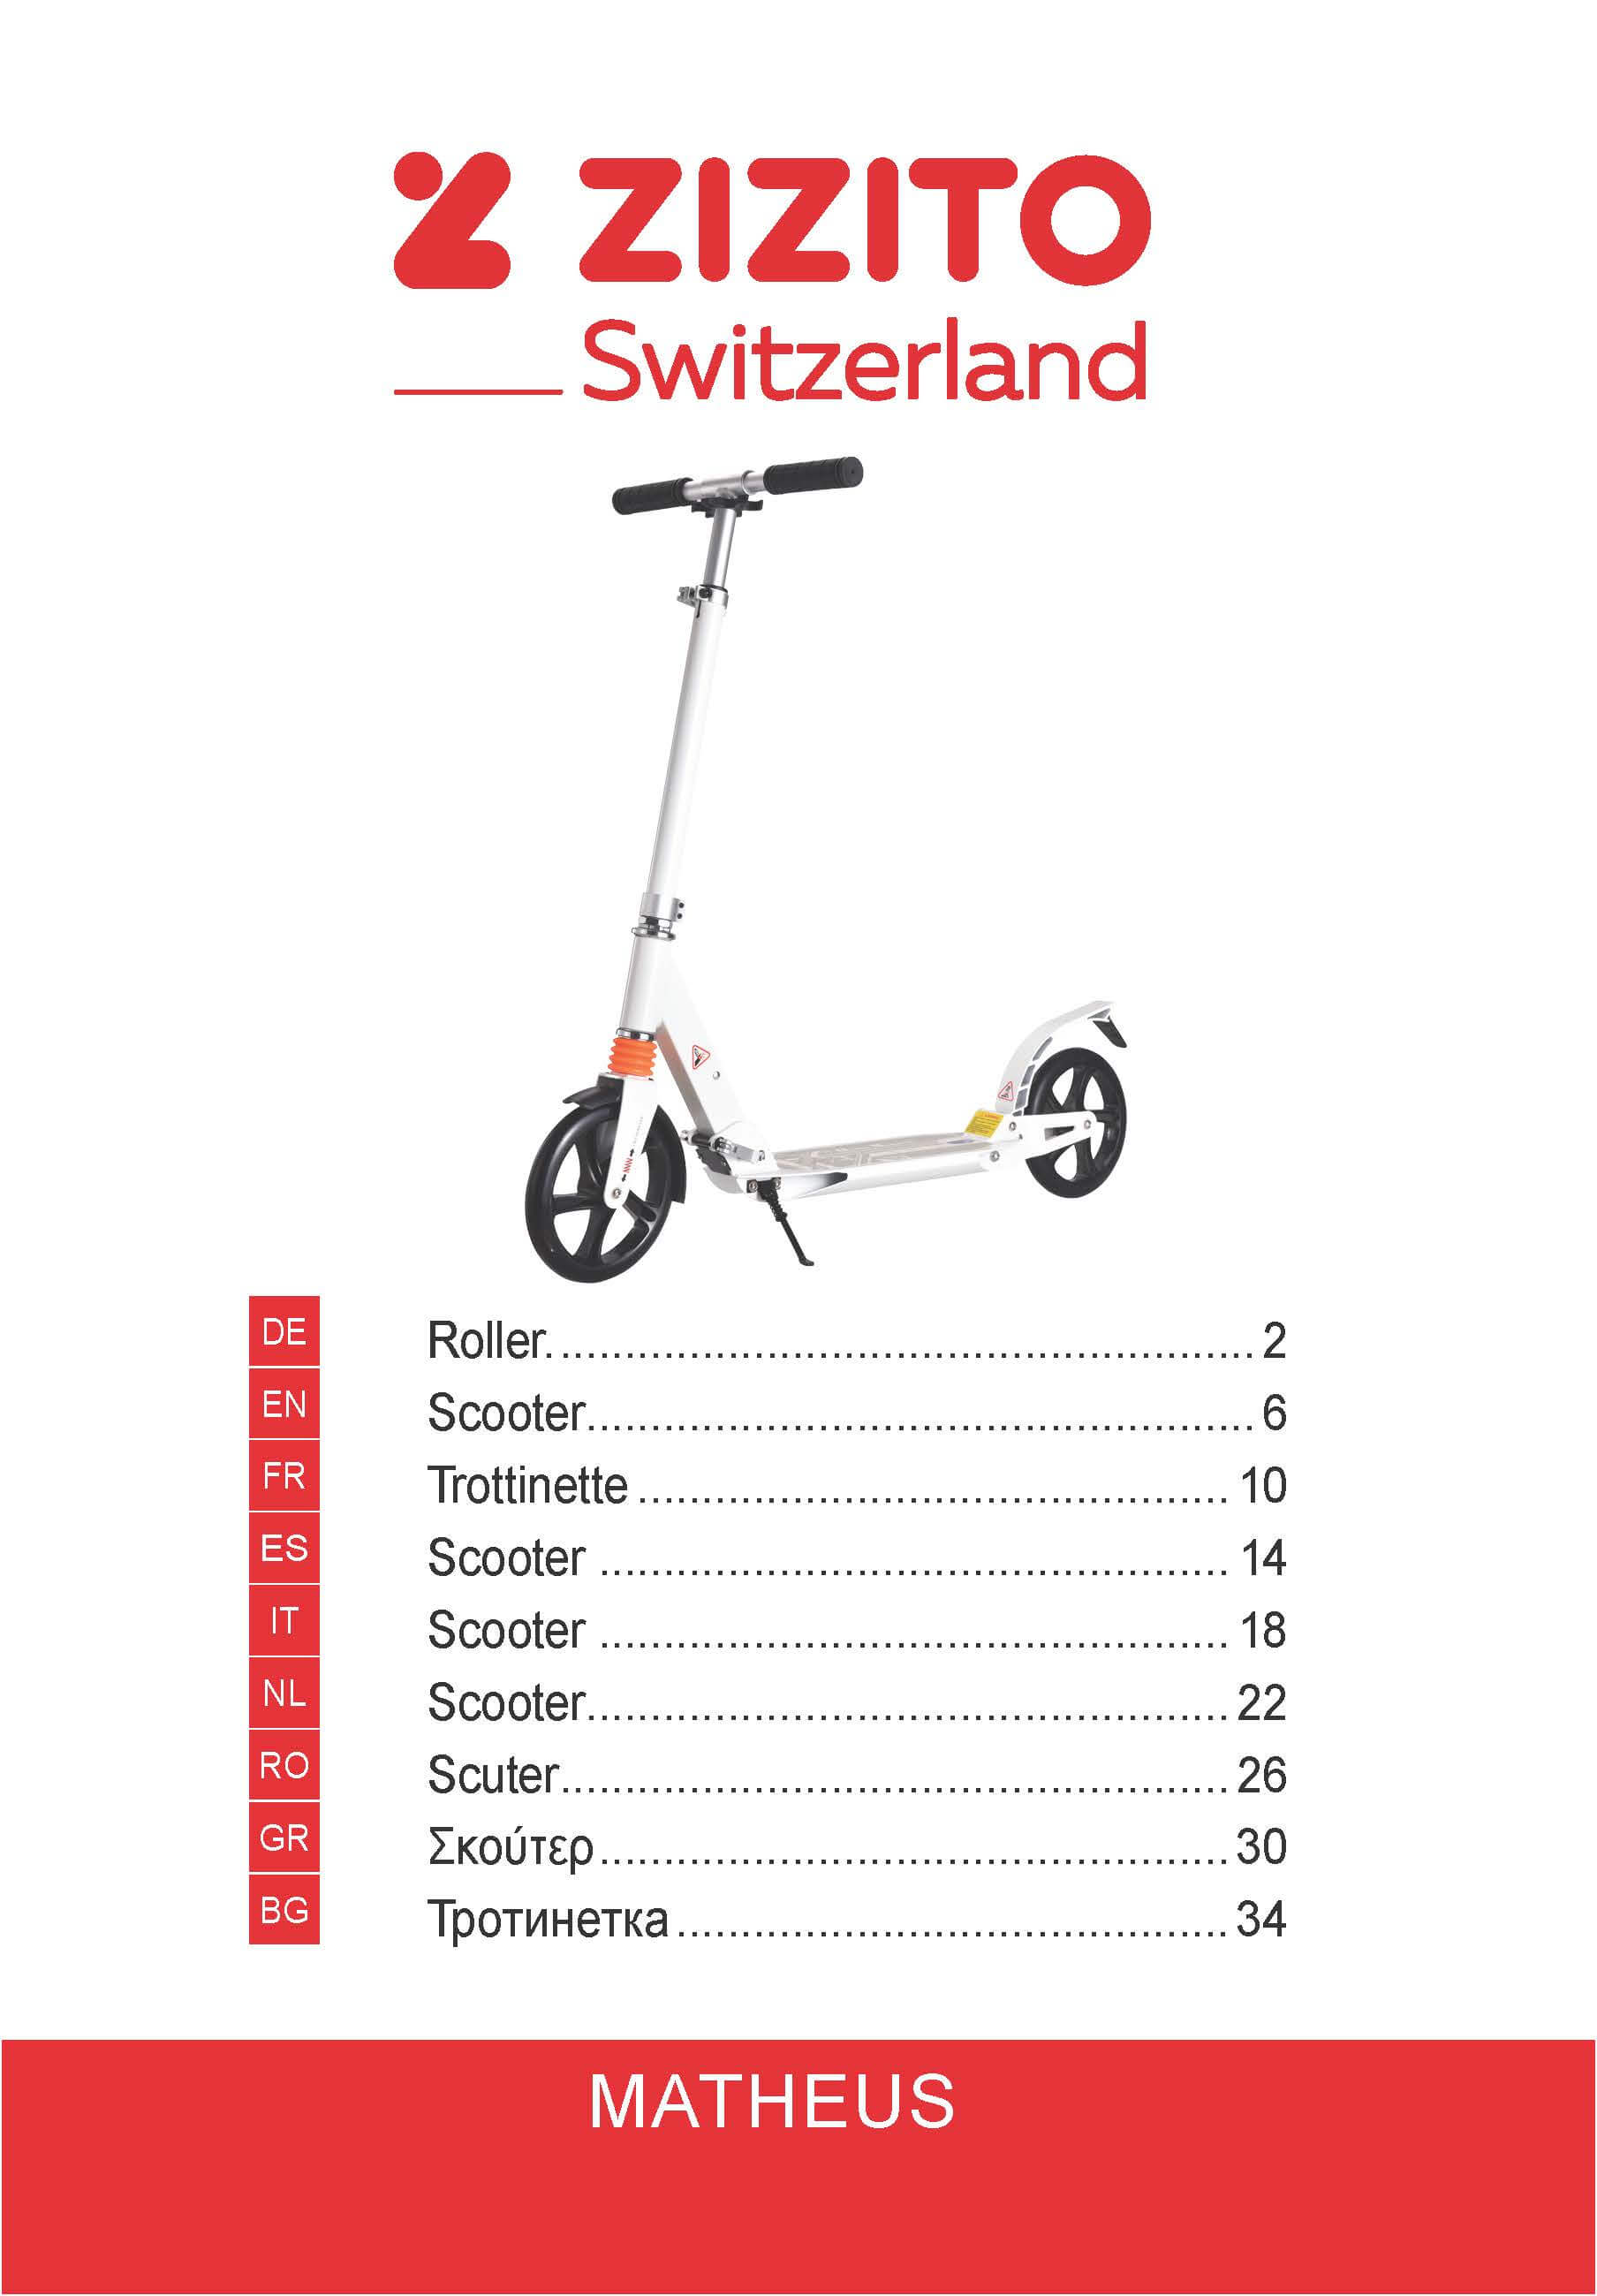 ZIZITO
Switzerland
DE Roller....................................................... 2
EN Scooter.................................................... 6
FR Trottinette .............................................. 10
ES Scooter ................................................. 14
IT Scooter ................................................. 18
NL Scooter.................................................. 22
RO Scuter.................................................... 26
GR Σκούτερ................................................. 30
BG Тротинетка ........................................... 34
MATHEUS